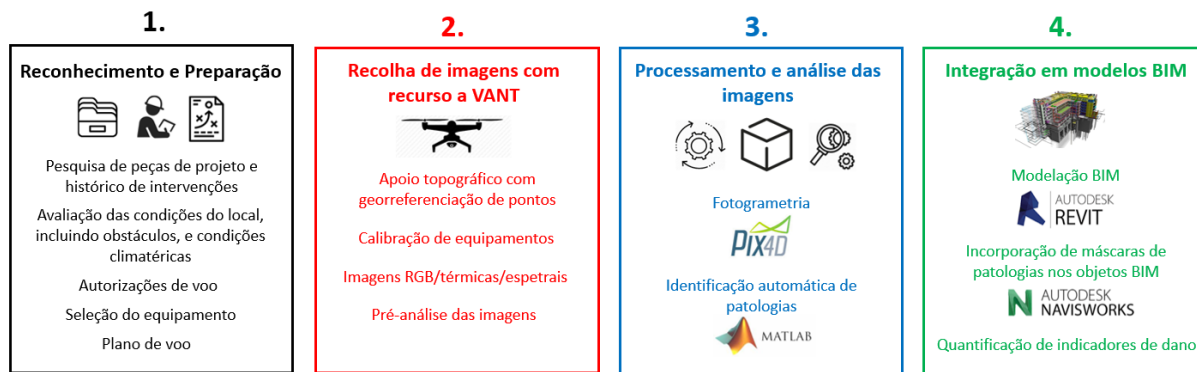 1.
Reconhecimento e Preparação
Pesquisa de peças de projeto e
histórico de intervenções
Avaliação das condições do local,
incluindo obstáculos, e condições
climatéricas
Autorizações de voo
Seleção do equipamento
Plano de voo
2.
Recolha de imagens com
recurso a VANT
Apoio topográfico com
georreferenciação de pontos
Calibração de equipamentos
Imagens RGB/térmicas/espetrais
Pré-análise das imagens
3.
Processamento e análise das
imagens
Fotogrametria
PIX4D
Identificação automática de
patologias
MATLAB
4.
Integração em modelos BIM
Modelação BIM
AUTODESK
REVIT
Incorporação de máscaras de
patologias nos objetos BIM
AUTODESK
NAVISWORKS
Quantificação de indicadores de dano